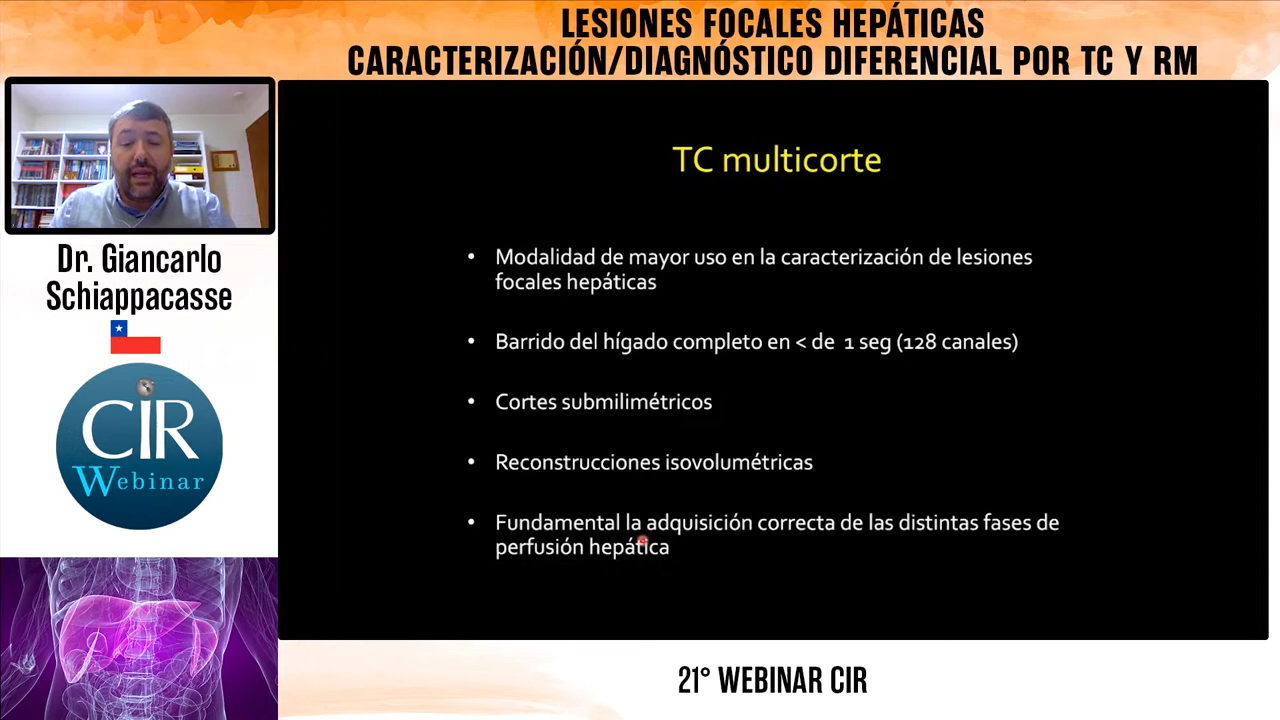 LESIONES FOCALES HEPÁTICAS
CARACTERIZACIÓN/DIAGNÓSTICO DIFERENCIAL POR TC Y RM
Dr. Giancarlo
Schiappacasse
CIR
Webinar
TC multicorte
• Modalidad de mayor uso en la caracterización de lesiones
focales hepáticas
• Barrido del hígado completo en < de 1 seg (128 canales)
• Cortes submilimétricos
• Reconstrucciones isovolumétricas
• Fundamental la adquisición correcta de las distintas fases de
perfusión hepática
21° WEBINAR CIR